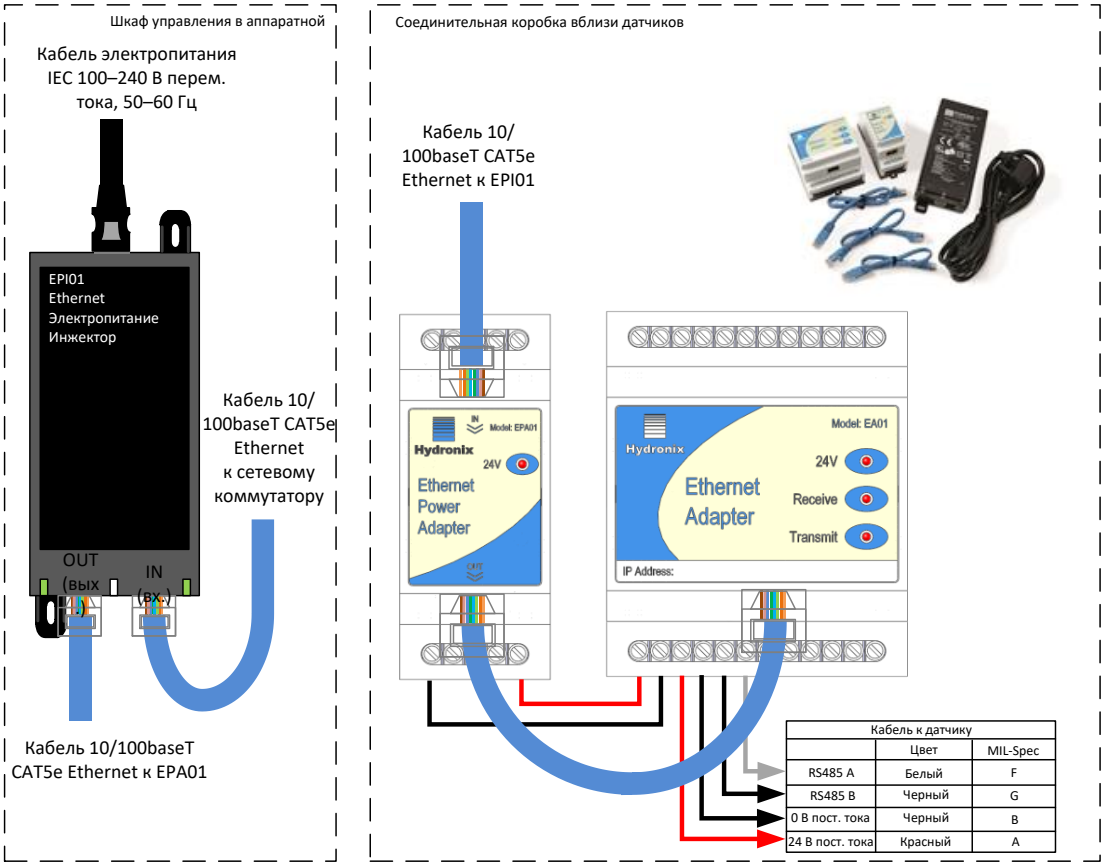 Шкаф управления в аппаратной
Кабель электропитания
IEC 100–240 В перем.
тока, 50–60 Гц
EPI01
Ethernet
Электропитание
Инжектор
Кабель 10/
100baseT CAT5e
Ethernet
к сетевому
коммутатору
OUT
(вых
.)
IN
(вх.)
Кабель 10/100baseT
CAT5e Ethernet к EPA01
Соединительная коробка вблизи датчиков
Кабель 10/
100baseT CAT5e
Ethernet к EPI01
IN
Model: EPA01
Hydronix
24V
Ethernet
Power
Adapter
OUT
Model: EA01
Hydronix
24V
Ethernet
Adapter
Receive
Transmit
IP Address:
Кабель к датчику
Цвет MIL-Spec
RS485 A Белый F
RS485 B Черный G
0 В пост. тока Черный B
24 В пост. тока Красный A